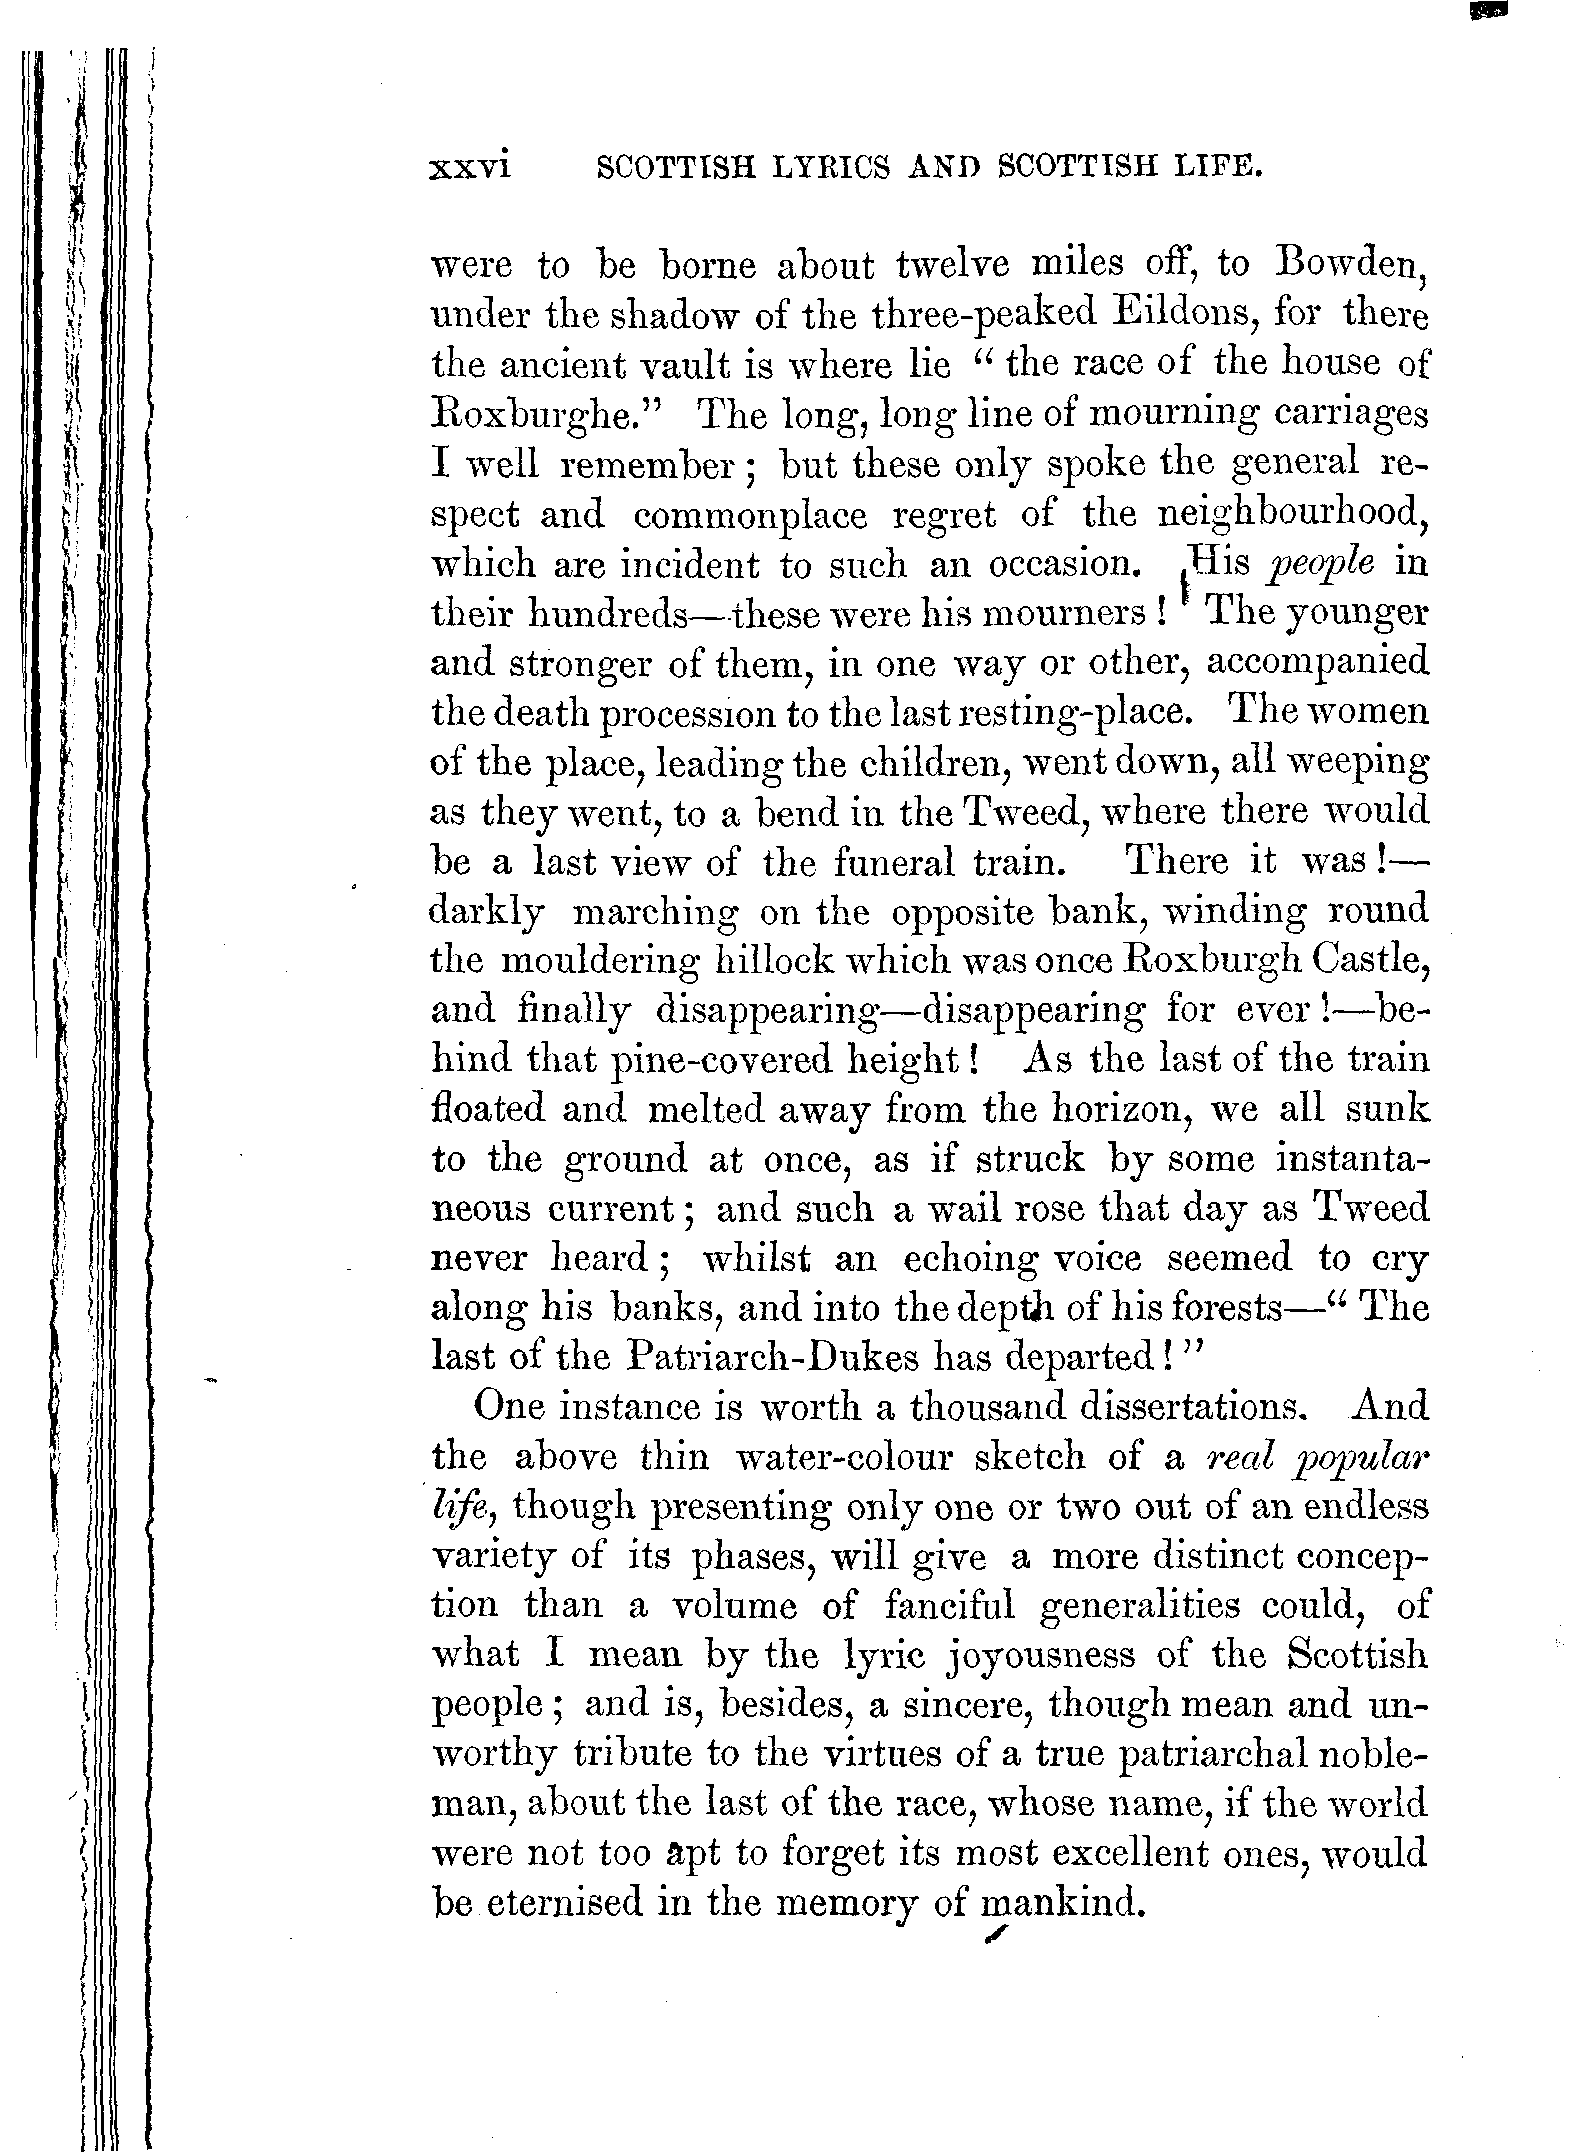 xxvi SCOTTISH LYRICS AND SCOTTISH LIFE.
were to be borne about twelve miles off, to Bowden,
under the shadow of the three-peaked Eildons, for there
the ancient vault is where lie “ the race of the house of
Roxburghe.” The long, long line of mourning carriages
I well remember ; but these only spoke the general re-
spect and commonplace regret of the neighbourhood,
which are incident to such an occasion. His people in
their hundreds—these were his mourners ! The younger
and stronger of them, in one way or other, accompanied
the death procession to the last resting-place. The women
of the place, leading the children, went down, all weeping
as they went, to a bend in the Tweed, where there would
be a last view of the funeral train. There it was !—
darkly marching on the opposite bank, winding round
the mouldering hillock which was once Roxburgh Castle,
and finally disappearing—disappearing for ever !—be-
hind that pine-covered height ! As the last of the train
floated and melted away from the horizon, we all sunk
to the ground at once, as if struck by some instanta-
neous current ; and such a wail rose that day as Tweed
never heard ; whilst an echoing voice seemed to cry
along his banks, and into the depth of his forests—“ The
last of the Patriarch-Dukes has departed ! ”
One instance is worth a thousand dissertations. And
the above thin water-colour sketch of a real popular
life, though presenting only one or two out of an endless
variety of its phases, will give a more distinct concep-
tion than a volume of fanciful generalities could, of
what I mean by the lyric joyousness of the Scottish
people ; and is, besides, a sincere, though mean and un-
worthy tribute to the virtues of a true patriarchal noble-
man, about the last of the race, whose name, if the world
were not too apt to forget its most excellent ones, would
be eternised in the memory of mankind.